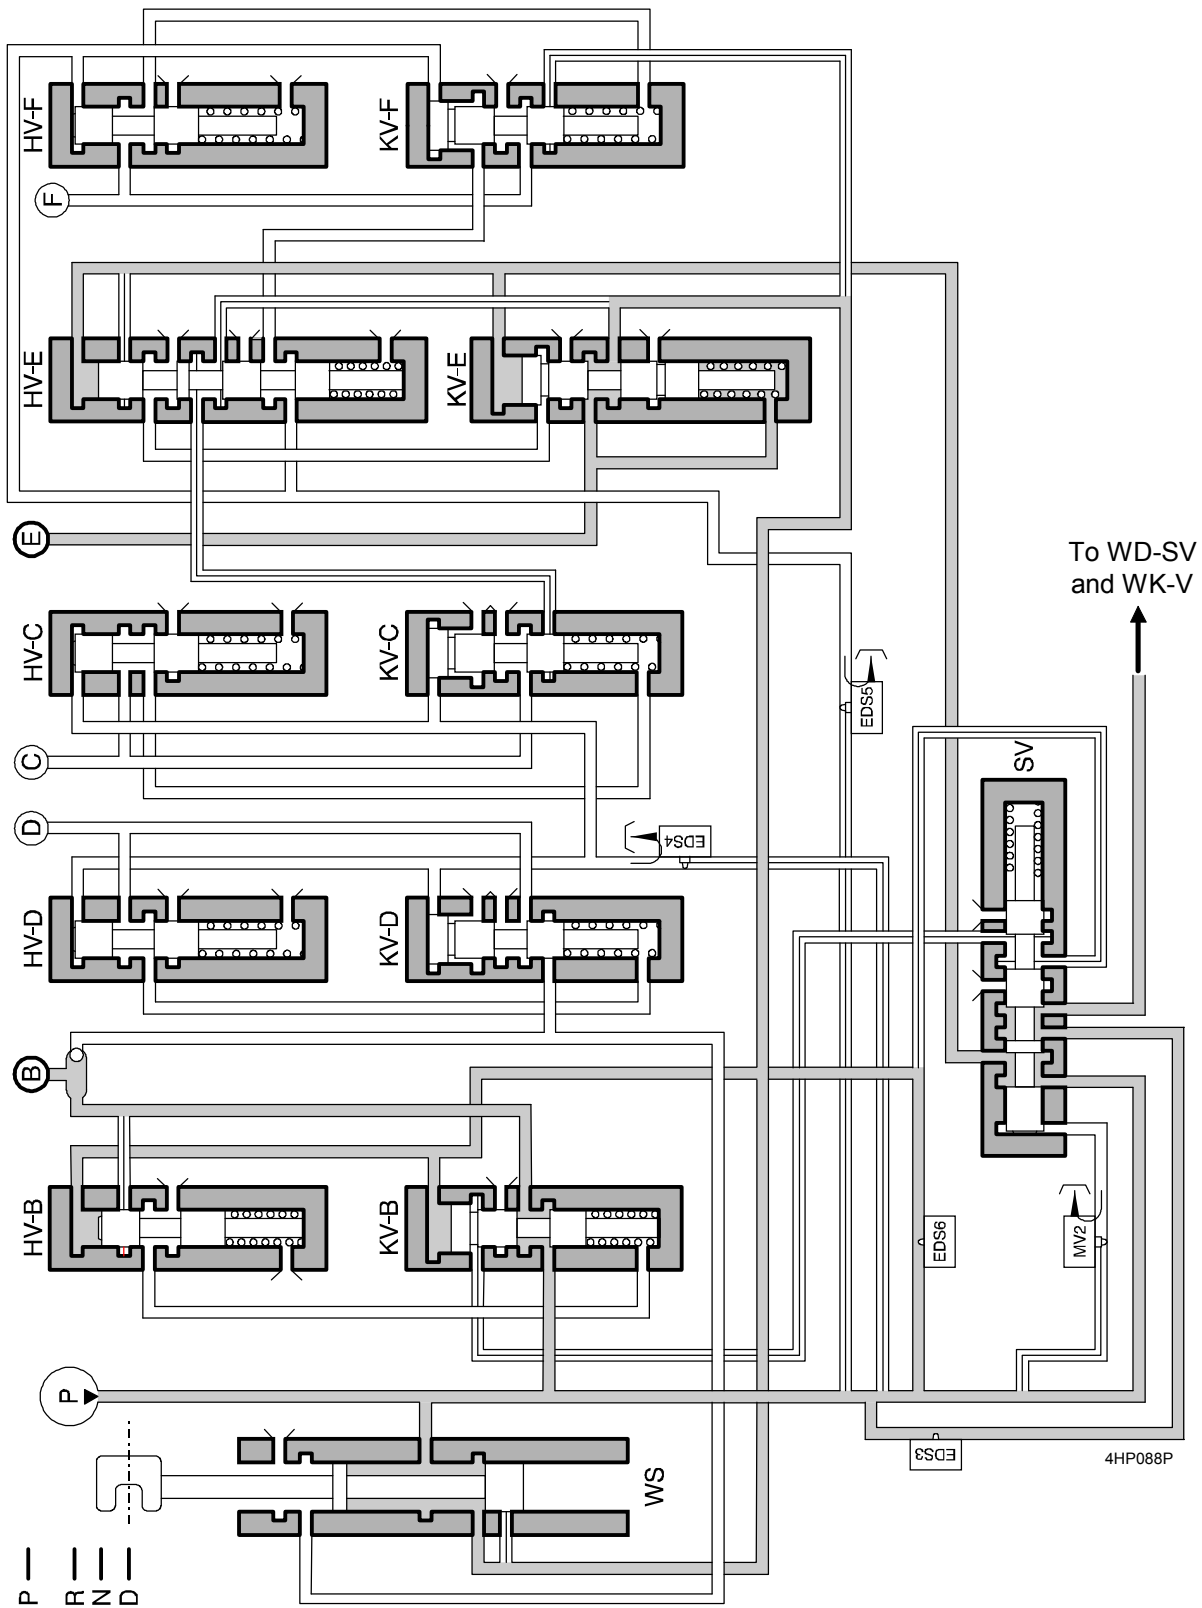 HV-F
KV-F
F
HV-E
KV-E
E
To WD-SV
and WK-V
HV-C
KV-C
EDS5
SV
C
D
EDS4
HV-D
KV-D
B
HV-B
KV-B
EDS6
MV2
P
EDS3
4HP088P
WS
P
R
N
D